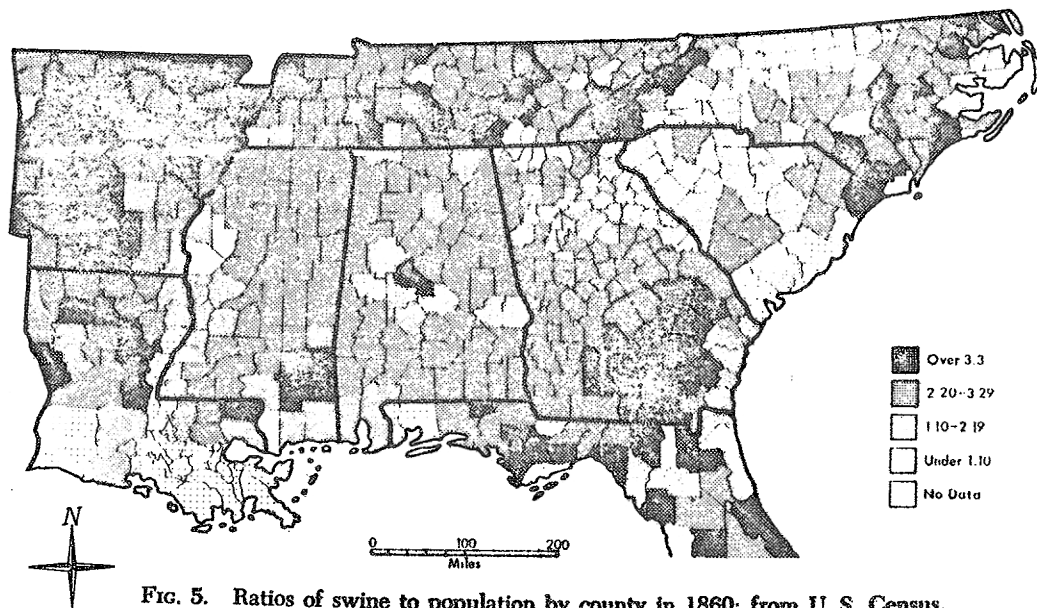 Over 3.3
2 20-3 29
1 10-2 19
Under 1.10
No Data
N
0 100 200
Miles
FIG. 5. Ratios of swine to population by county in 1860; from U. S. Census.